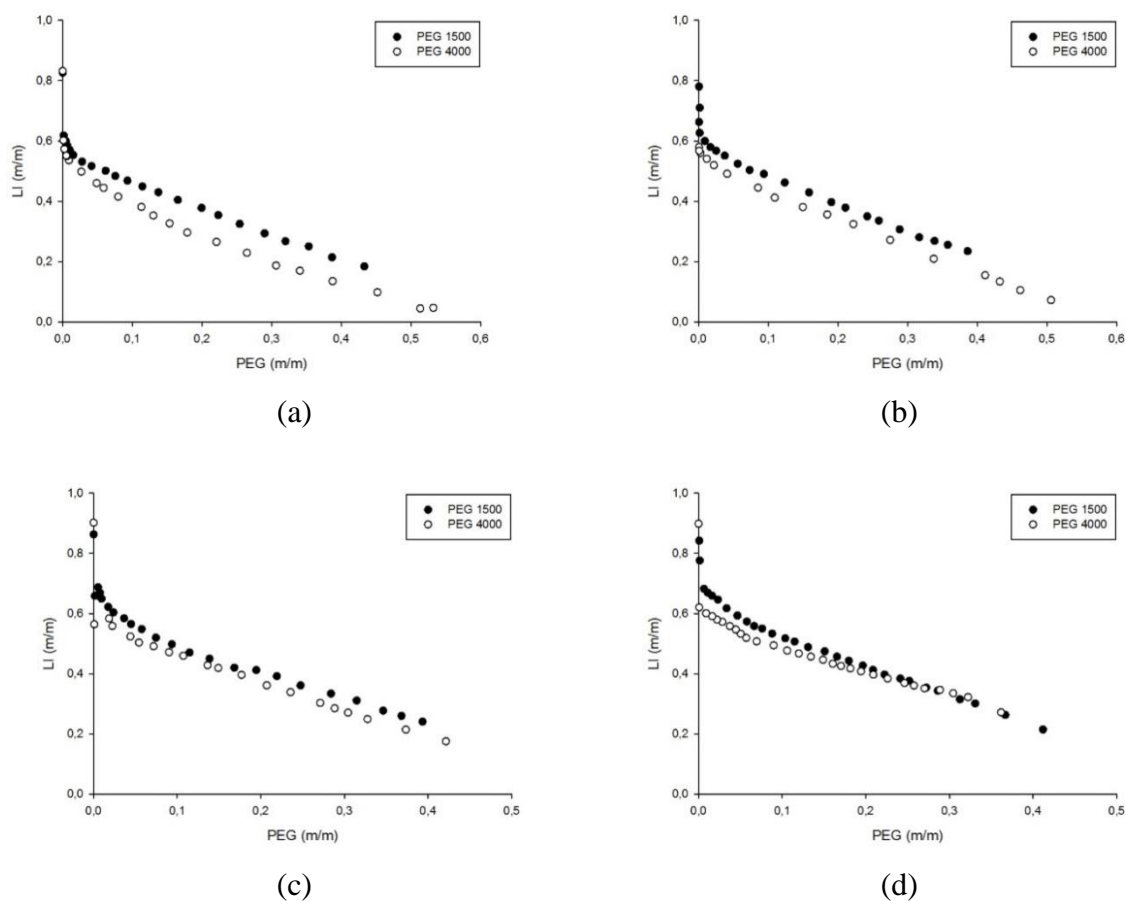 1,0
0,8
0,6
0,4
0,2
0,0
LI (m/m)
PEG 1500
PEG 4000
0,0 0,1 0,2 0,3 0,4 0,5 0,6
PEG (m/m)
(a)
1,0
0,8
0,6
0,4
0,2
0,0
LI (m/m)
PEG 1500
PEG 4000
0,0 0,1 0,2 0,3 0,4 0,5 0,6
PEG (m/m)
(b)
1,0
0,8
0,6
0,4
0,2
0,0
LI (m/m)
PEG 1500
PEG 4000
0,0 0,1 0,2 0,3 0,4 0,5
PEG (m/m)
(c)
1,0
0,8
0,6
0,4
0,2
0,0
LI (m/m)
PEG 1500
PEG 4000
0,0 0,1 0,2 0,3 0,4 0,5
PEG (m/m)
(d)